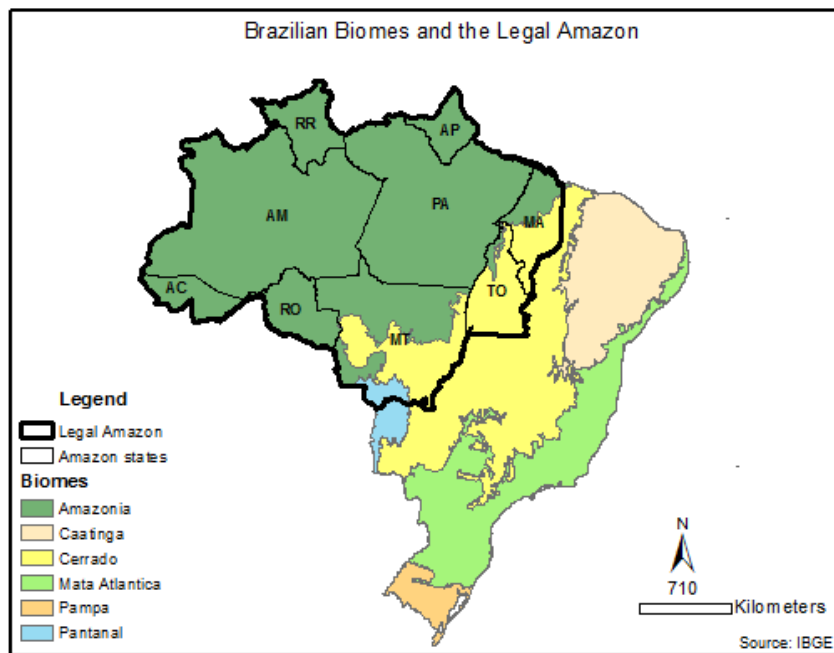 Brazilian Biomes and the Legal Amazon
RR
AP
AM
PA
MA
AC
RO
TO
MT
Legend
Legal Amazon
Amazon states
Biomes
Amazonia
Caatinga
Cerrado
Mata Atlantica
Pampa
Pantanal
N
710
Kilometers
Source: IBGE